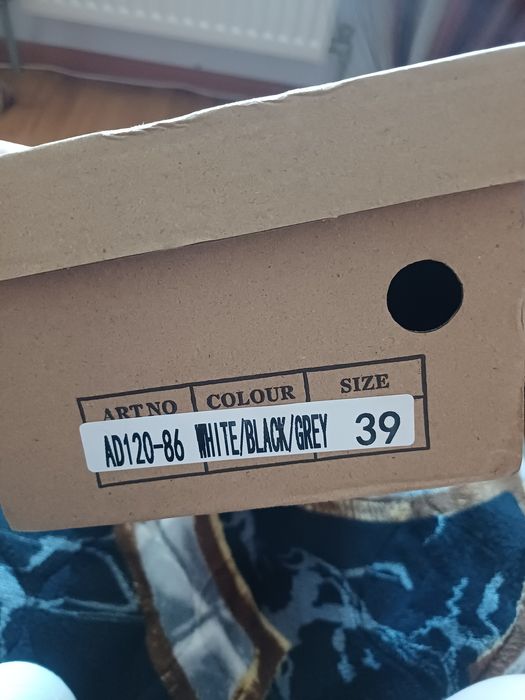 ART NO COLOUR SIZE
AD120-86 WHITE/BLACK/GREY 39